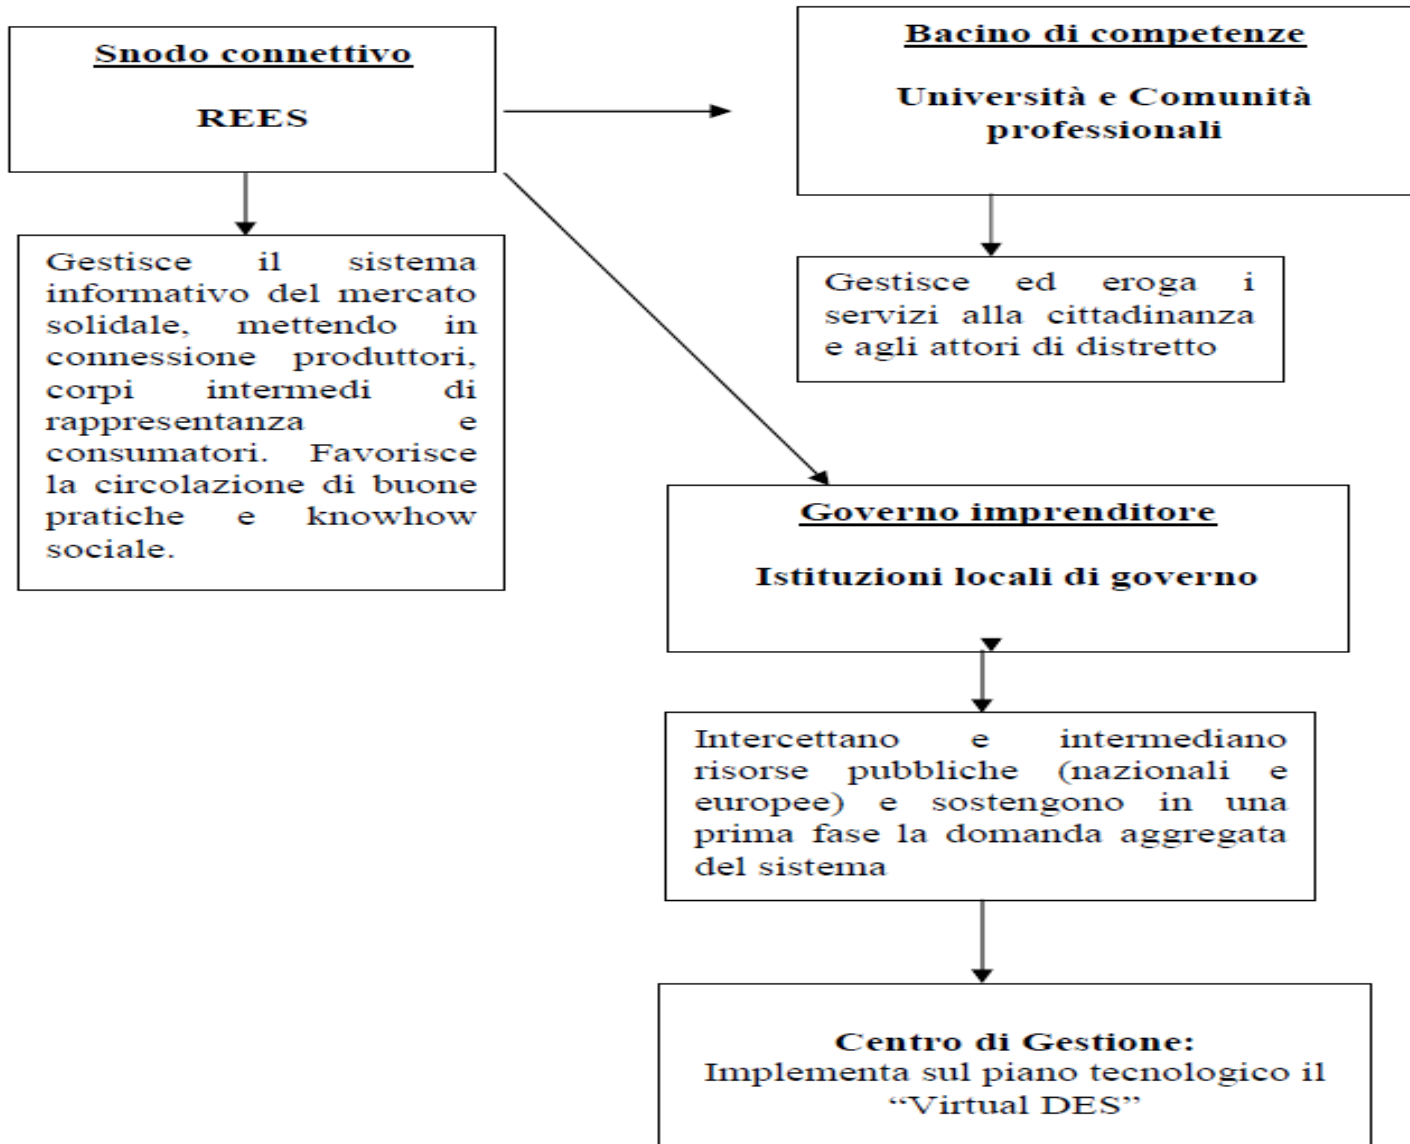 Snodo connettivo
REES
Bacino di competenze
Università e Comunità
professionali
Gestisce il sistema
informativo del mercato
solidale, mettendo in
connessione produttori,
corpi intermedi di
rappresentanza e
consumatori. Favorisce
la circolazione di buone
pratiche e knowhow
sociale.
Gestisce ed eroga i
servizi alla cittadinanza
e agli attori di distretto
Governo imprenditore
Istituzioni locali di governo
Intercettano e intermediano
risorse pubbliche (nazionali e
europee) e sostengono in una
prima fase la domanda aggregata
del sistema
Centro di Gestione:
Implementa sul piano tecnologico il
“Virtual DES”